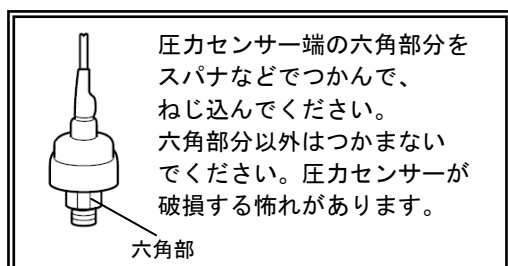 圧力センサー端の六角部分を
スパナなどでつかんで、
ねじ込んでください。
六角部分以外はつかまない
でください。圧力センサーが
破損する怖れがあります。
六角部